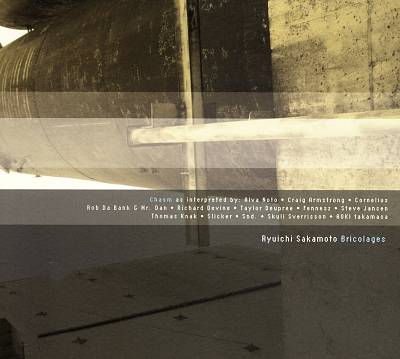 Chasm as interpreted by: Alva Noto • Craig Armstrong • Cornelius
Rob Da Bank & Mr. Dan • Richard Devine • Taylor Deupree • fennesz • Steve Jansen
Thomas Knak • Slicker • Snd. • Skuli Sverrisson • AOKI takamasa
Ryuichi Sakamoto Bricolages